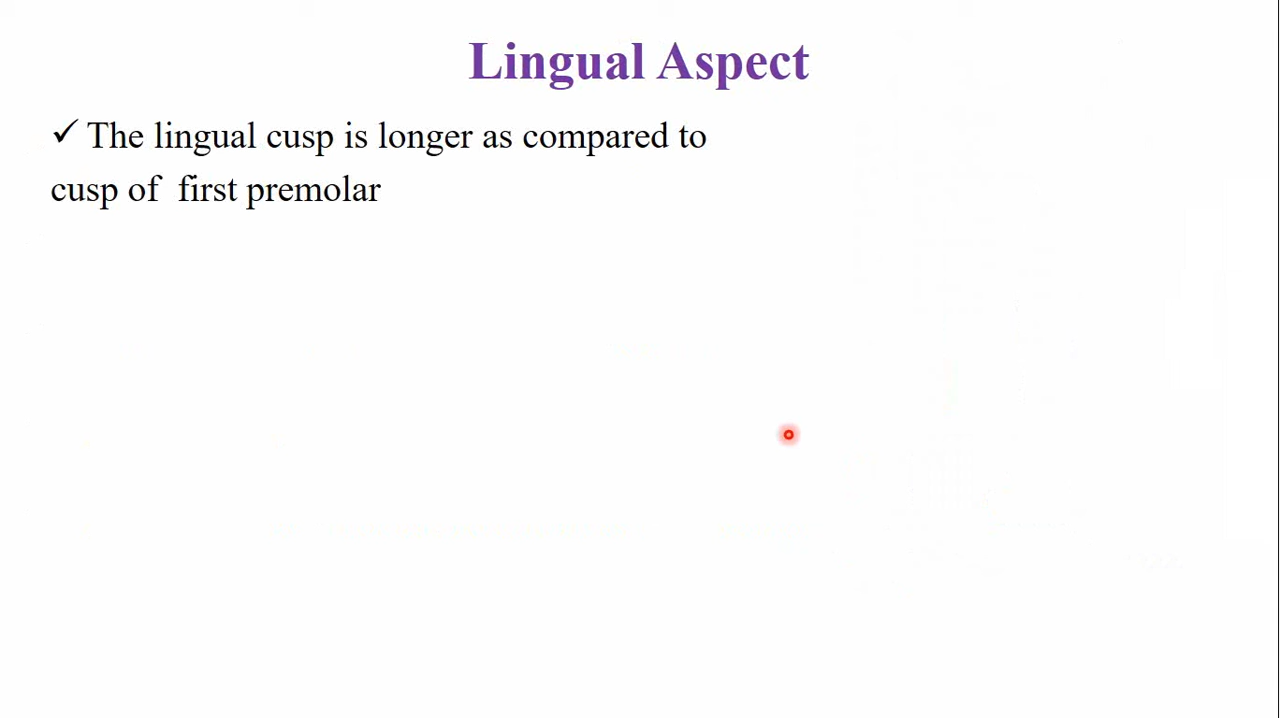 Lingual Aspect
✓ The lingual cusp is longer as compared to
cusp of  first premolar